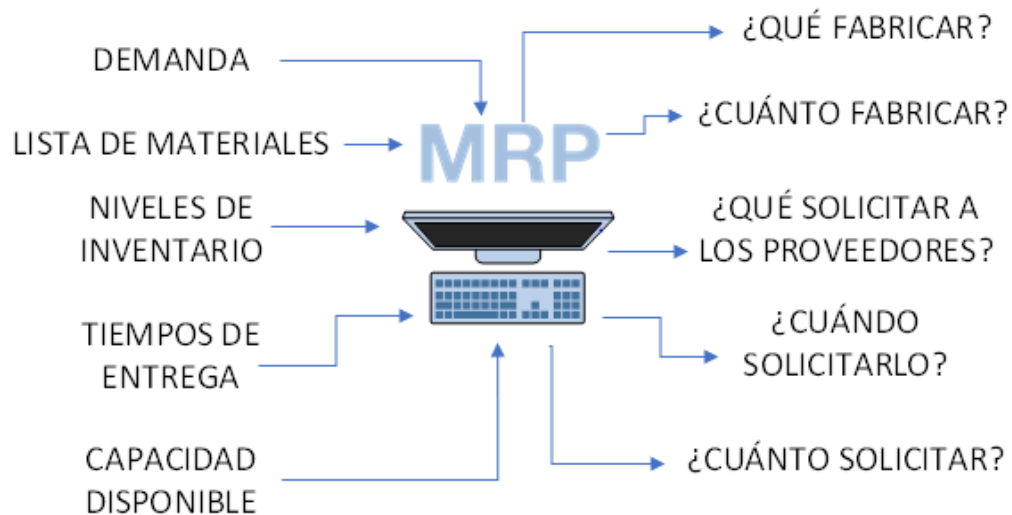 DEMANDA
LISTA DE MATERIALES
NIVELES DE
INVENTARIO
TIEMPOS DE
ENTREGA
CAPACIDAD
DISPONIBLE
MRP
¿QUÉ FABRICAR?
¿CUÁNTO FABRICAR?
¿QUÉ SOLICITAR A
LOS PROVEEDORES?
¿CUÁNDO
SOLICITARLO?
¿CUÁNTO SOLICITAR?